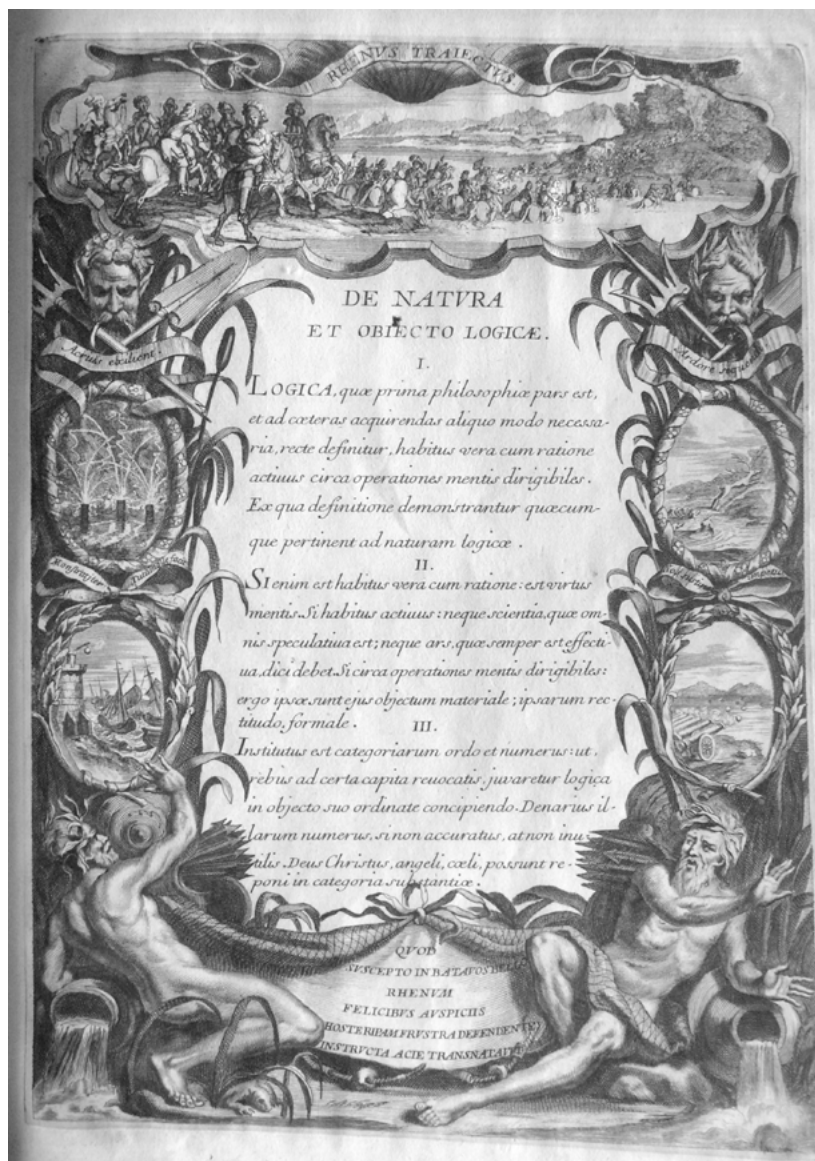 RHENVS TRAIECTVS
DE NATVRA
ET OBIECTO LOGICÆ.
Acquis exilient.
Ardore sequentur
I.
LOGICA, quæ prima philosophiæ pars est,
et ad cæteras acquirendas aliquo modo necessa-
ria, recte definitur, habitus vera cum ratione
actiuus circa operationes mentis dirigibiles.
Ex qua definitione demonstrantur quæcum-
que pertinent ad naturam logicæ.
II.
SI enim est habitus vera cum ratione: est virtus
mentis. Si habitus actiuus: neque scientia, quæ om-
nis speculatiua est; neque ars, quæ semper est effecti-
ua, dici debet. Si circa operationes mentis dirigibiles:
ergo ipsæ sunt ejus objectum materiale; ipsarum rec-
titudo, formale.
III.
Institutus est categoriarum ordo et numerus: ut,
rebus ad certa capita reuocatis, juvaretur logica
in objecto suo ordinate concipiendo. Denarius il-
larum numerus, si non accuratus, at non inu-
tilis. Deus Christus, angeli, cæli, possunt re-
poni in categoria substantiæ.
QVOD
SVSCEPTO IN BATAVOS BELLO
RHENVM
FELICIBVS AVSPICIIS
HOSTE RIPAM FRVSTRA DEFENDENTE
INSTRVCTA ACIE TRANSNATAVIT